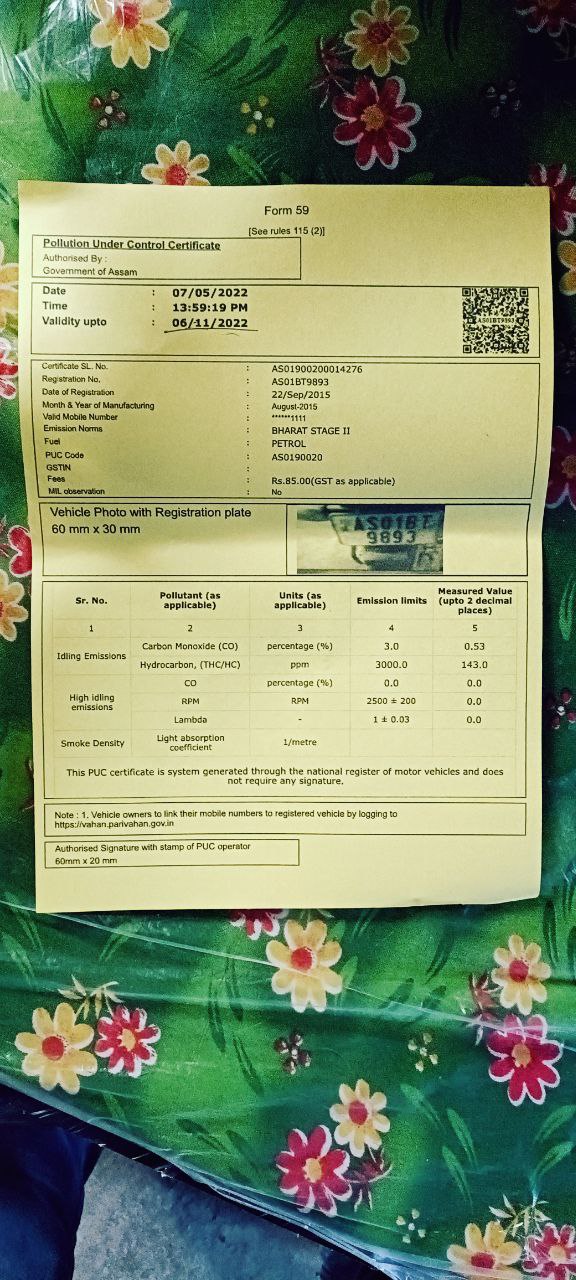 Form 59
[See rules 115 (2)]
Pollution Under Control Certificate
Authorised By :
Government of Assam
Date : 07/05/2022
Time : 13:59:19 PM
Validity upto : 06/11/2022
AS01BT9893
Certificate SL. No. : AS01900200014276
Registration No. : AS01BT9893
Date of Registration : 22/Sep/2015
Month & Year of Manufacturing : August-2015
Valid Mobile Number : ******1111
Emission Norms : BHARAT STAGE II
Fuel : PETROL
PUC Code : AS0190020
GSTIN :
Fees : Rs.85.00(GST as applicable)
MIL observation : No
Vehicle Photo with Registration plate
60 mm x 30 mm
AS01BT
9893
Sr. No. Pollutant (as applicable) Units (as applicable) Emission limits Measured Value (upto 2 decimal places)
1 2 3 4 5
Idling Emissions Carbon Monoxide (CO) percentage (%) 3.0 0.53
Hydrocarbon, (THC/HC) ppm 3000.0 143.0
High idling emissions CO percentage (%) 0.0 0.0
RPM RPM 2500 ± 200 0.0
Lambda - 1 ± 0.03 0.0
Smoke Density Light absorption coefficient 1/metre
This PUC certificate is system generated through the national register of motor vehicles and does
not require any signature.
Note : 1. Vehicle owners to link their mobile numbers to registered vehicle by logging to
https://vahan.parivahan.gov.in
Authorised Signature with stamp of PUC operator
60mm x 20 mm